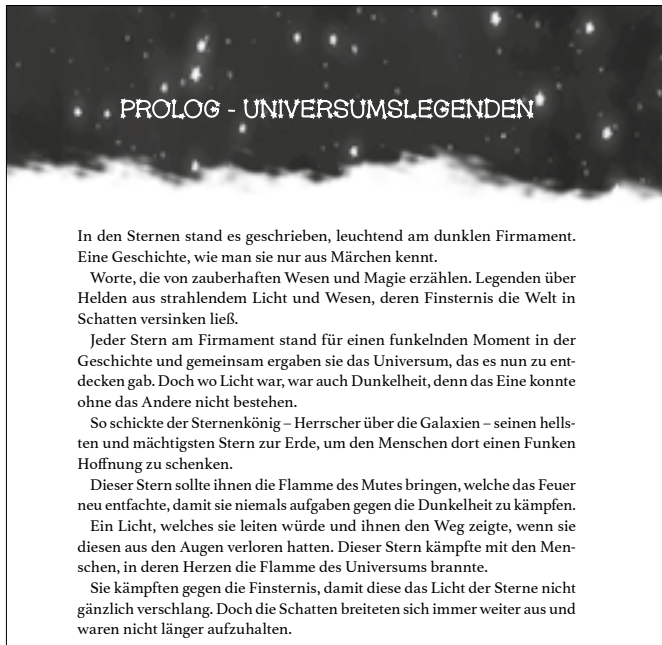 PROLOG - UNIVERSUMSLEGENDEN
In den Sternen stand es geschrieben, leuchtend am dunklen Firmament.
Eine Geschichte, wie man sie nur aus Märchen kennt.
Worte, die von zauberhaften Wesen und Magie erzählen. Legenden über
Helden aus strahlendem Licht und Wesen, deren Finsternis die Welt in
Schatten versinken ließ.
Jeder Stern am Firmament stand für einen funkelnden Moment in der
Geschichte und gemeinsam ergaben sie das Universum, das es nun zu ent-
decken gab. Doch wo Licht war, war auch Dunkelheit, denn das Eine konnte
ohne das Andere nicht bestehen.
So schickte der Sternenkönig – Herrscher über die Galaxien – seinen hells-
ten und mächtigsten Stern zur Erde, um den Menschen dort einen Funken
Hoffnung zu schenken.
Dieser Stern sollte ihnen die Flamme des Mutes bringen, welche das Feuer
neu entfachte, damit sie niemals aufgaben gegen die Dunkelheit zu kämpfen.
Ein Licht, welches sie leiten würde und ihnen den Weg zeigte, wenn sie
diesen aus den Augen verloren hatten. Dieser Stern kämpfte mit den Men-
schen, in deren Herzen die Flamme des Universums brannte.
Sie kämpften gegen die Finsternis, damit diese das Licht der Sterne nicht
gänzlich verschlang. Doch die Schatten breiteten sich immer weiter aus und
waren nicht länger aufzuhalten.